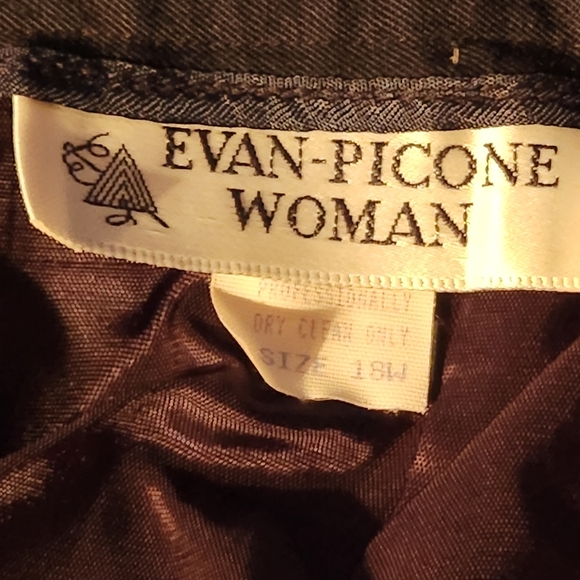 EVAN-PICONE
WOMAN
PROFESSIONALLY
DRY CLEAN ONLY
SIZE 18W